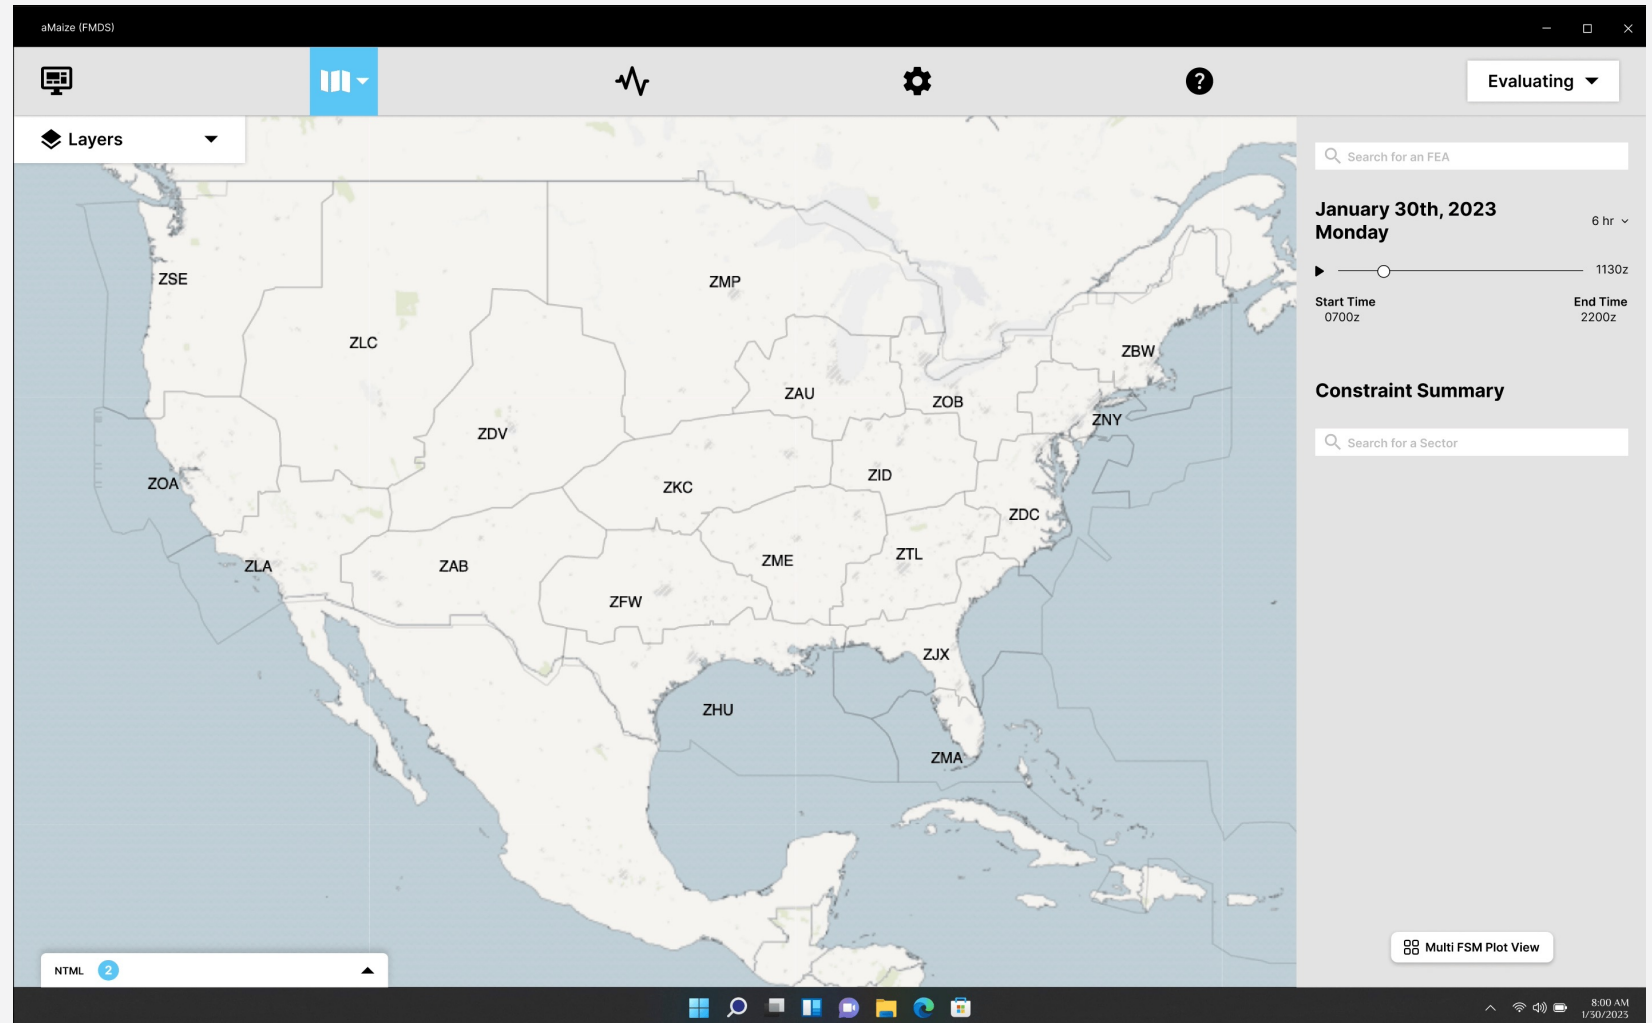 aMaize (FMDS)
Evaluating
Layers
Search for an FEA
January 30th, 2023
Monday
6 hr
1130z
Start Time
0700z
End Time
2200z
Constraint Summary
Search for a Sector
ZSE
ZMP
ZLC
ZBW
ZAU
ZOB
ZNY
ZDV
ZOA
ZKC
ZID
ZDC
ZLA
ZAB
ZME
ZTL
ZFW
ZJX
ZHU
ZMA
Multi FSM Plot View
NTML 2
8:00 AM
1/30/2023